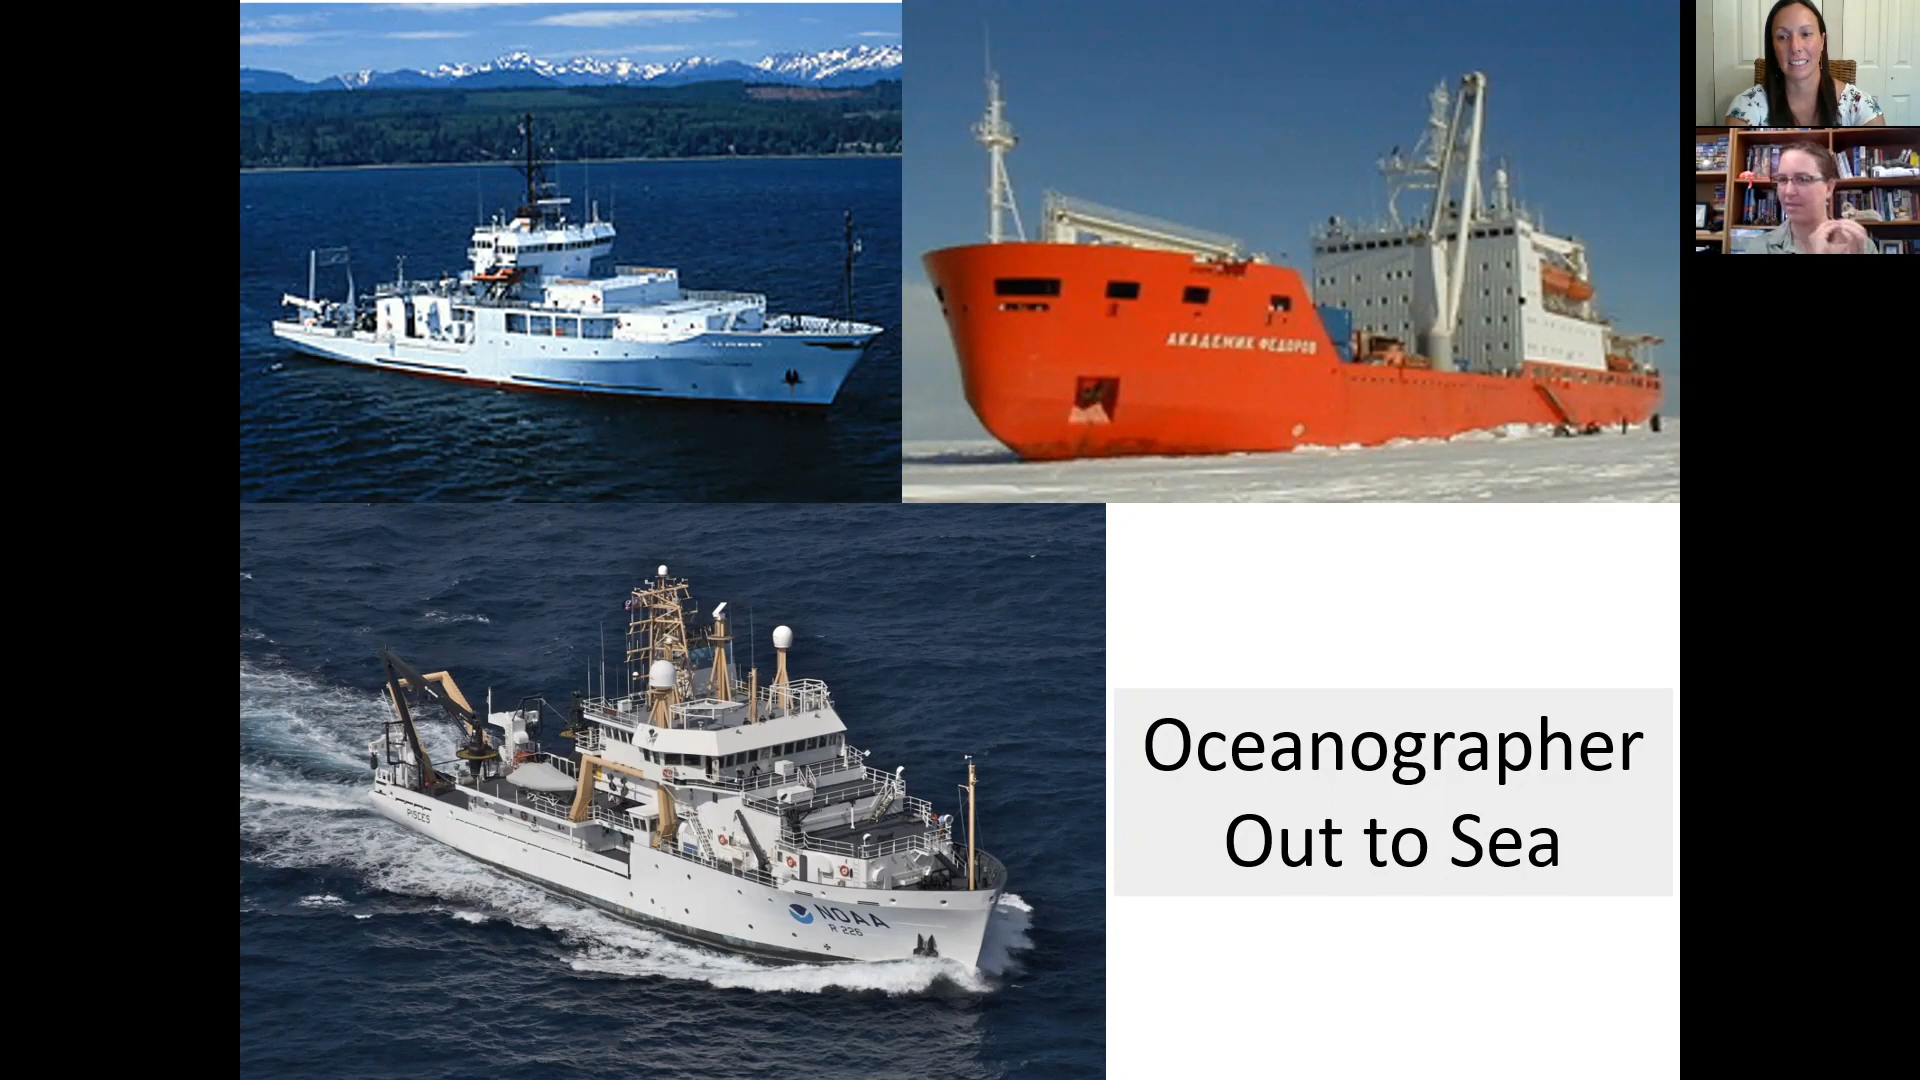 АКАДЕМИК ФЕДОРОВ
PISCES
NOAA
R 226
Oceanographer
Out to Sea